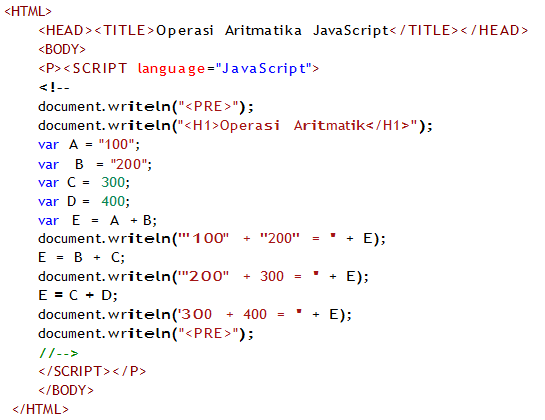 <HTML>
<HEAD><TITLE>Operasi Aritmatika JavaScript</TITLE></HEAD>
<BODY>
<P><SCRIPT language="JavaScript">
<!--
document.writeln("<PRE>");
document.writeln("<H1>Operasi Aritmatik</H1>");
var A = "100";
var B = "200";
var C = 300;
var D = 400;
var E = A + B;
document.writeln('"100" + "200" = ' + E);
E = B + C;
document.writeln('"200" + 300 = ' + E);
E = C + D;
document.writeln('300 + 400 = ' + E);
document.writeln("<PRE>");
//-->
</SCRIPT></P>
</BODY>
</HTML>